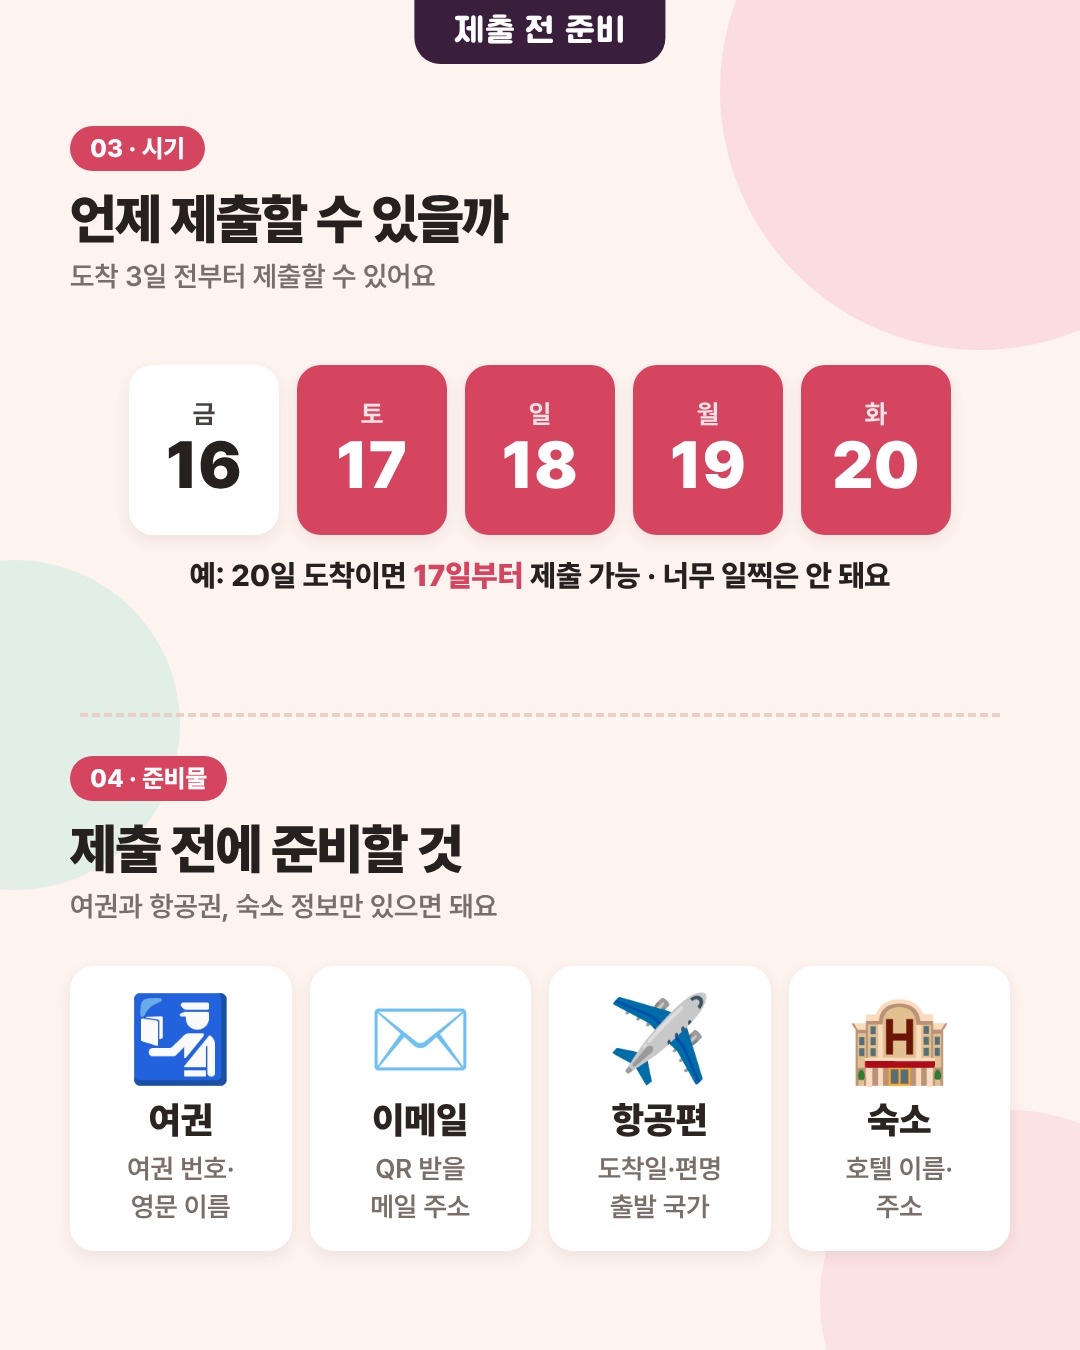 제출 전 준비
03 · 시기
언제 제출할 수 있을까
도착 3일 전부터 제출할 수 있어요
금 토 일 월 화
16 17 18 19 20
예: 20일 도착이면 17일부터 제출 가능 · 너무 일찍은 안 돼요
04 · 준비물
제출 전에 준비할 것
여권과 항공권, 숙소 정보만 있으면 돼요
H
여권
여권 번호·
영문 이름
이메일
QR 받을
메일 주소
항공편
도착일·편명
출발 국가
숙소
호텔 이름·
주소